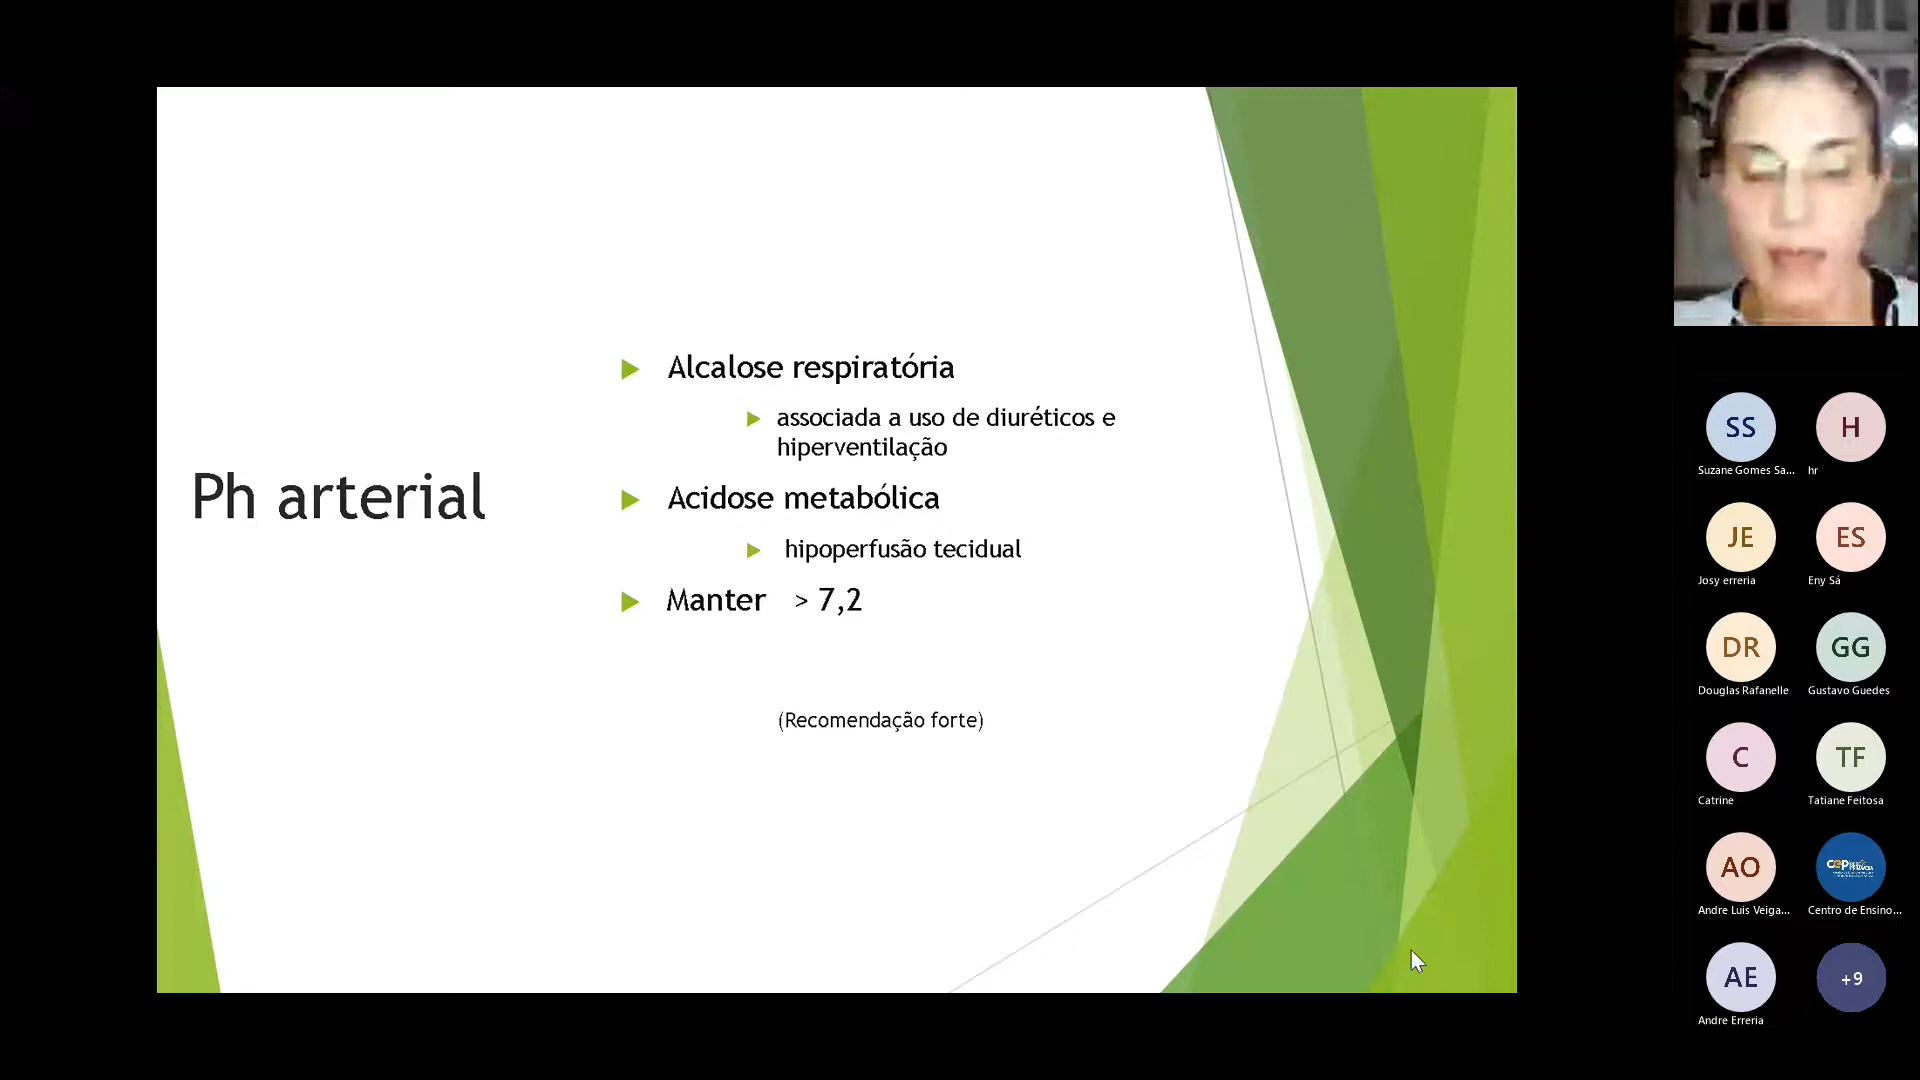 Ph arterial
Alcalose respiratória
associada a uso de diuréticos e
hiperventilação
Acidose metabólica
hipoperfusão tecidual
Manter > 7,2
(Recomendação forte)
SS
H
Suzane Gomes Sa...
hr
JE
ES
Josy erreria
Eny Sá
DR
GG
Douglas Rafanelle
Gustavo Guedes
C
TF
Catrine
Tatiane Feitosa
AO
Andre Luis Veiga...
Centro de Ensino...
AE
+9
Andre Erreria